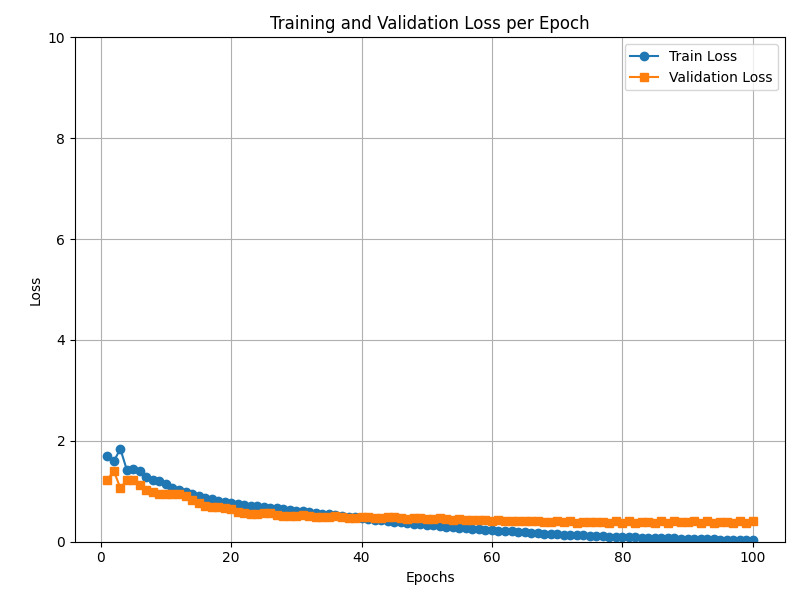 Training and Validation Loss per Epoch
10
8
6
4
2
0
Loss
Train Loss
Validation Loss
0 20 40 60 80 100
Epochs